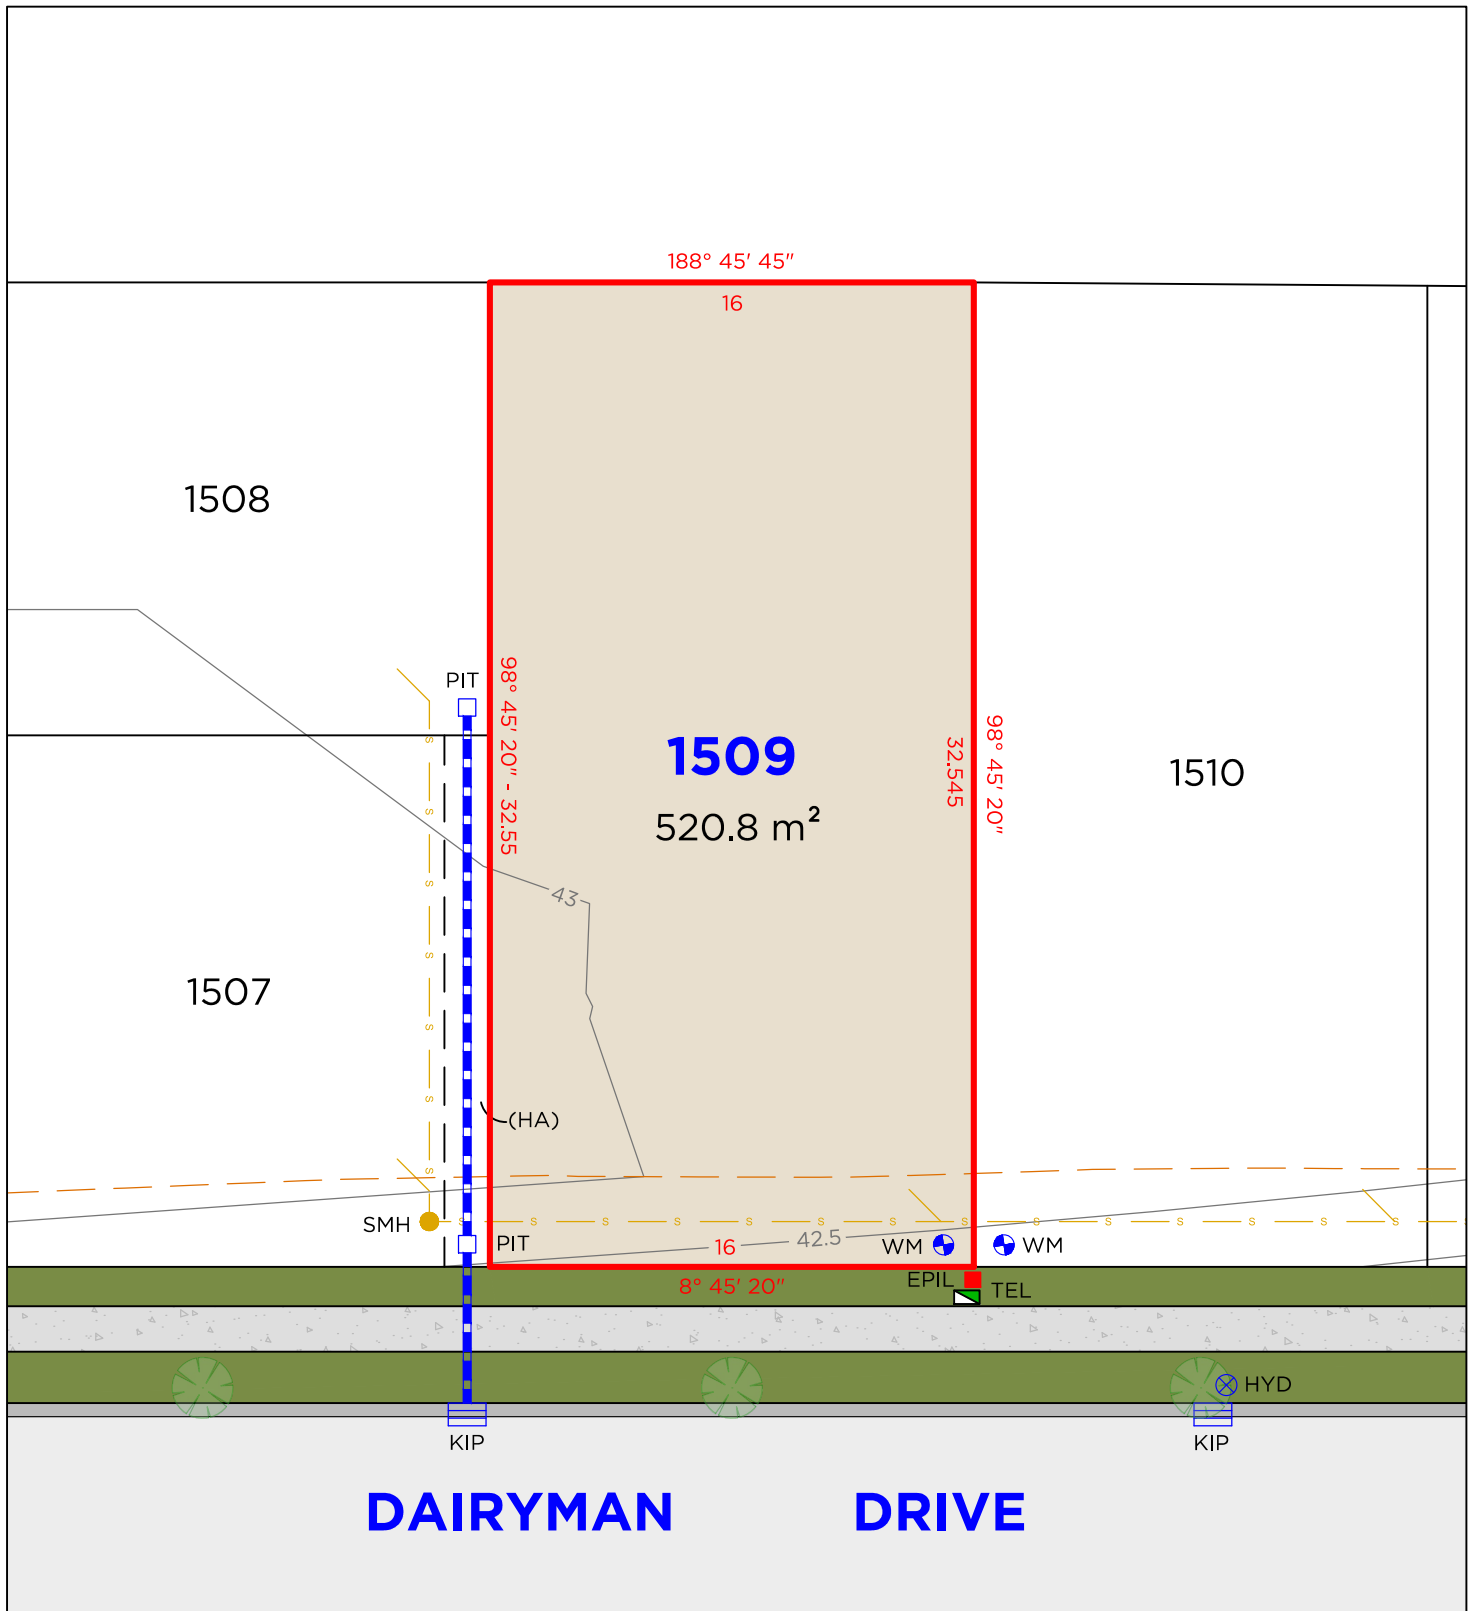 188° 45' 45"
16
1508
PIT
98° 45' 20" - 32.55
1509
520.8 m²
32.545
98° 45' 20"
1510
S
S
S
S
S
S
S
43
1507
(HA)
SMH
S S S S S S S S S S S S S S
PIT
16
42.5
WM
WM
8° 45' 20"
EPIL
TEL
HYD
KIP
KIP
DAIRYMAN DRIVE